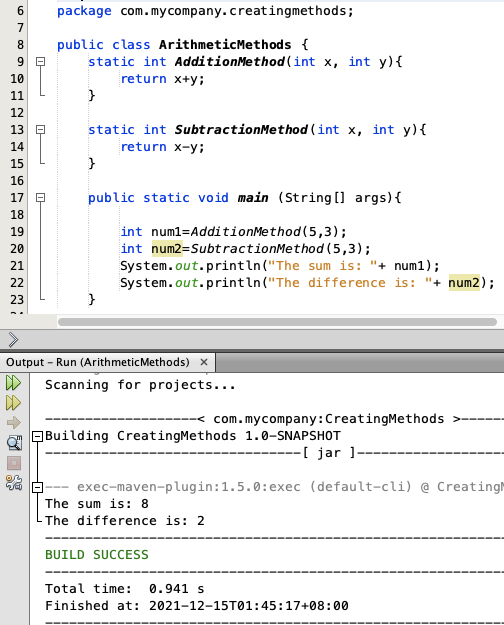 6 package com.mycompany.creatingmethods;
7
8 public class ArithmeticMethods {
9 static int AdditionMethod(int x, int y){
10 return x+y;
11 }
12
13 static int SubtractionMethod(int x, int y){
14 return x-y;
15 }
16
17 public static void main (String[] args){
18
19 int num1=AdditionMethod(5,3);
20 int num2=SubtractionMethod(5,3);
21 System.out.println("The sum is: "+ num1);
22 System.out.println("The difference is: "+ num2);
23 }
Output - Run (ArithmeticMethods) ×
Scanning for projects...
-------------------< com.mycompany:CreatingMethods >-----
Building CreatingMethods 1.0-SNAPSHOT
--------------------------------[ jar ]------------------
--- exec-maven-plugin:1.5.0:exec (default-cli) @
The sum is: 8
The difference is: 2
---------------------------------------------------------
BUILD SUCCESS
---------------------------------------------------------
Total time:  0.941 s
Finished at: 2021-12-15T01:45:17+08:00
---------------------------------------------------------